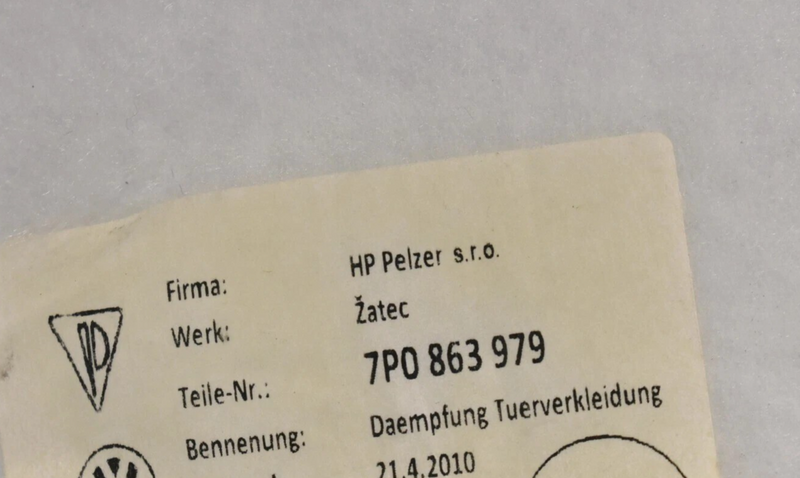 Firma: HP Pelzer s.r.o.
Werk: Žatec
Teile-Nr.: 7P0 863 979
Bennenung: Daempfung Tuerverkleidung
21.4.2010